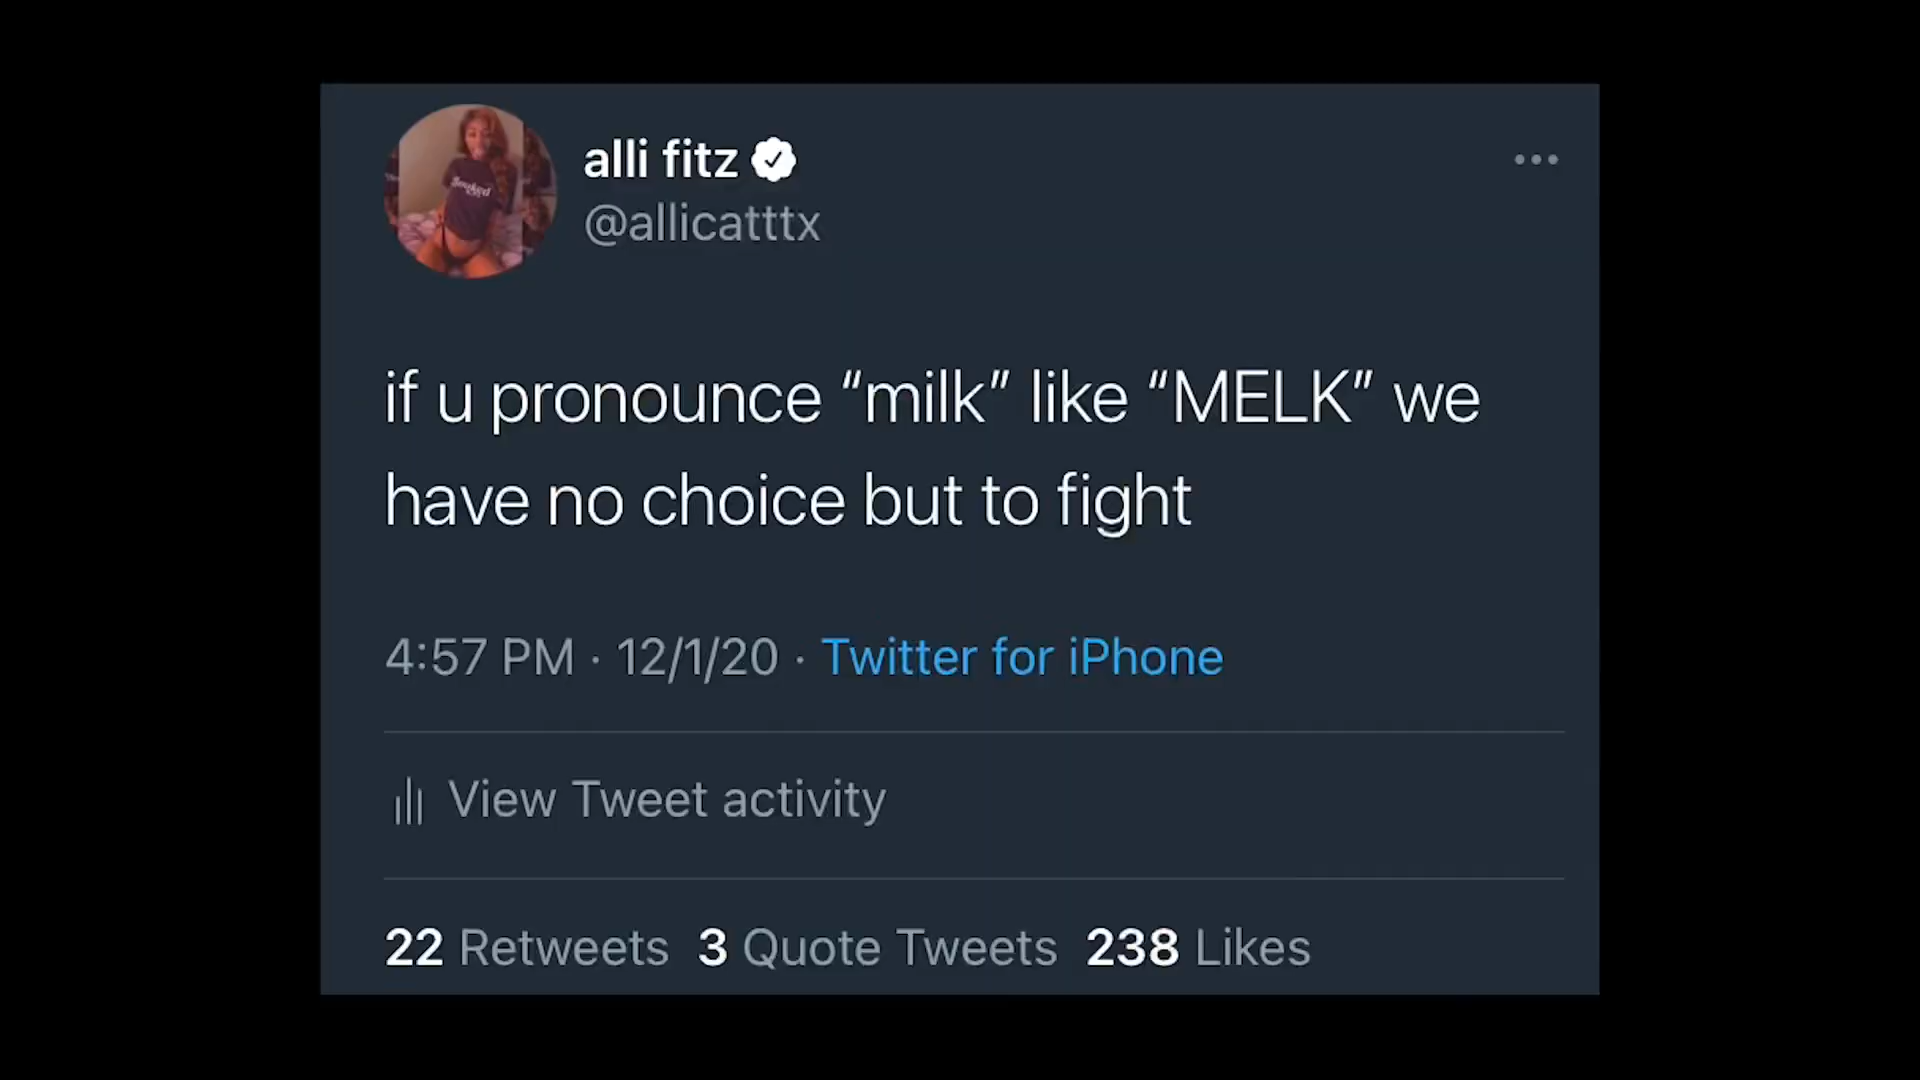 alli fitz
@allicatttx
if u pronounce “milk” like “MELK” we
have no choice but to fight
4:57 PM · 12/1/20 · Twitter for iPhone
View Tweet activity
22 Retweets 3 Quote Tweets 238 Likes